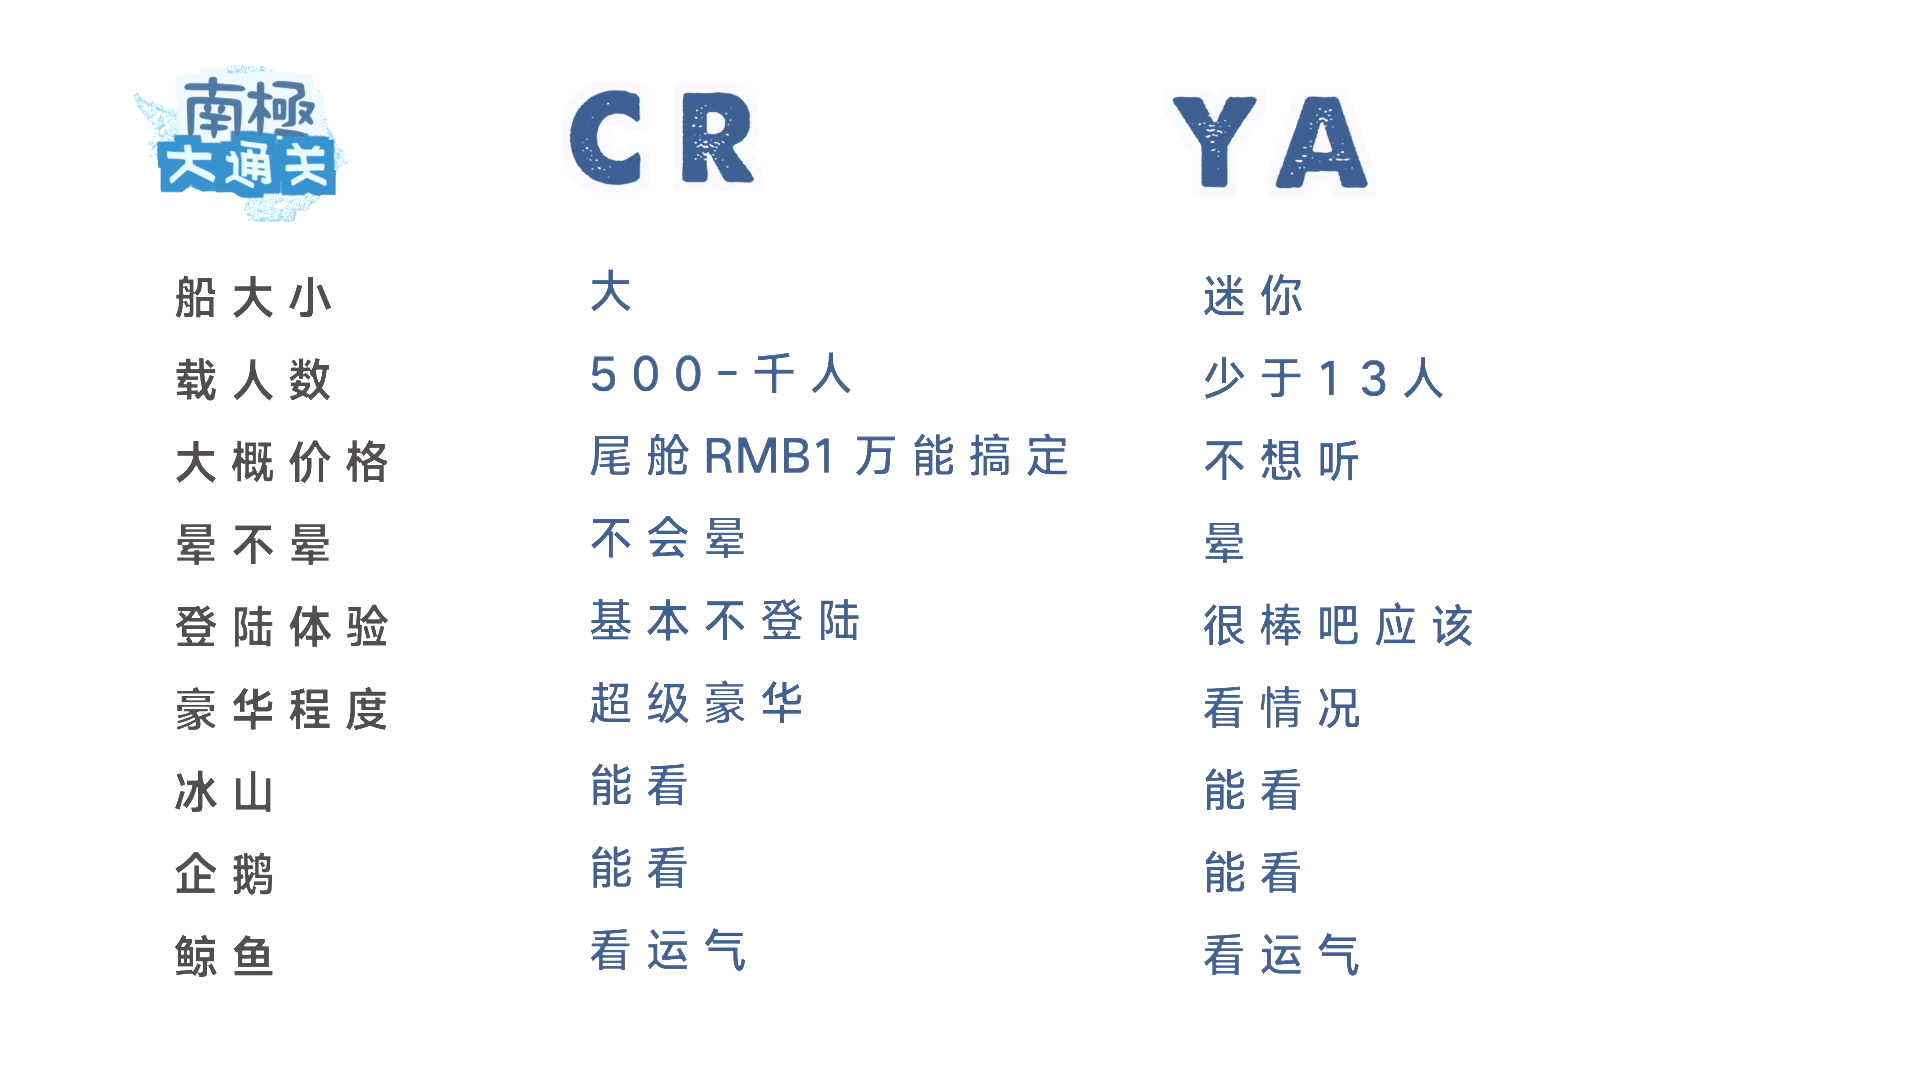 南極
大通关
CR
YA
船大小
大
迷你
载人数
500-千人
少于13人
大概价格
尾舱RMB1万能搞定
不想听
晕不晕
不会晕
晕
登陆体验
基本不登陆
很棒吧应该
豪华程度
超级豪华
看情况
冰山
能看
能看
企鹅
能看
能看
鲸鱼
看运气
看运气